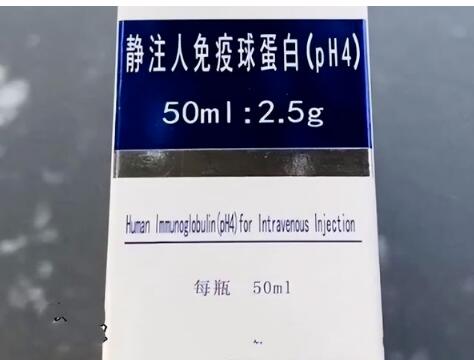 静注人免疫球蛋白(pH4)
50ml:2.5g
Human Immunoglobulin(pH4)for Intravenous Injection
每瓶 50ml